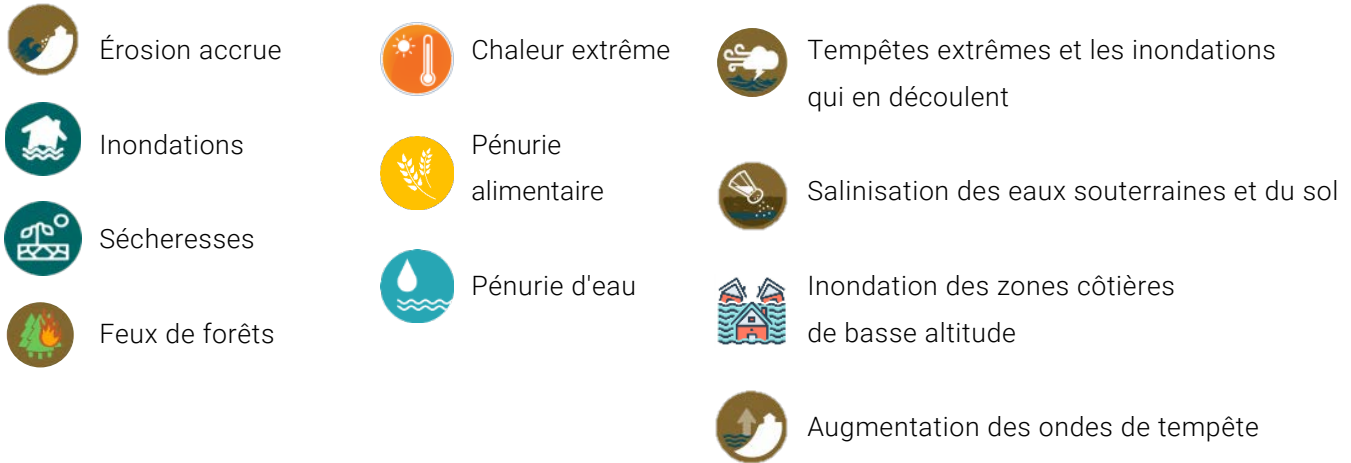 Érosion accrue
Inondations
Sécheresses
Feux de forêts
Chaleur extrême
Pénurie
alimentaire
Pénurie d'eau
Tempêtes extrêmes et les inondations
qui en découlent
Salinisation des eaux souterraines et du sol
Inondation des zones côtières
de basse altitude
Augmentation des ondes de tempête